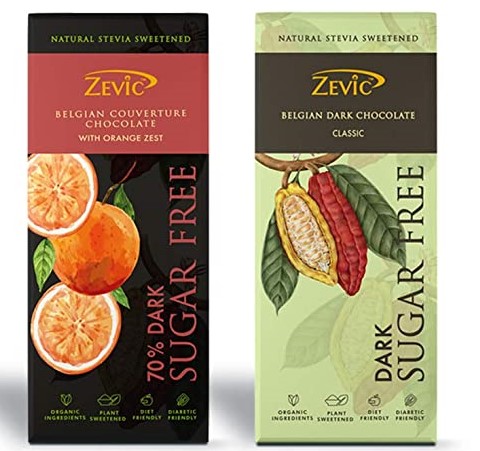 NATURAL STEVIA SWEETENED
ZEVIC
BELGIAN COUVERTURE
CHOCOLATE
WITH ORANGE ZEST
70% DARK
SUGAR FREE
ORGANIC
INGREDIENTS
PLANT
SWEETENED
DIET
FRIENDLY
DIABETIC
FRIENDLY
NATURAL STEVIA SWEETENED
ZEVIC
BELGIAN DARK CHOCOLATE
CLASSIC
DARK
SUGAR FREE
ORGANIC
INGREDIENTS
PLANT
SWEETENED
DIET
FRIENDLY
DIABETIC
FRIENDLY